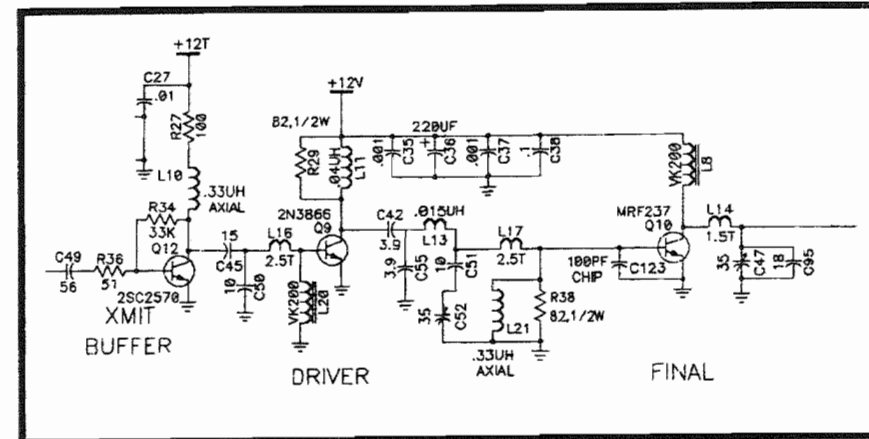 +12T
C27
.01
R27
100
L10
.33UH
AXIAL
R34
33K
Q12
C49
56
R36
51
2SC2570
XMIT
BUFFER
15
C45
10
C50
L16
2.5T
VK200
L20
+12V
82,1/2W
R29
.04UH
L11
2N3866
Q9
DRIVER
220UF
.001
C35
+
C36
.001
C37
.1
C38
C42
3.9
3.9
C55
.015UH
L13
10
C51
35
C52
L17
2.5T
L21
.33UH
AXIAL
R38
82,1/2W
100PF
CHIP
C123
MRF237
Q10
VK200
L8
L14
1.5T
35
C47
18
C95
FINAL